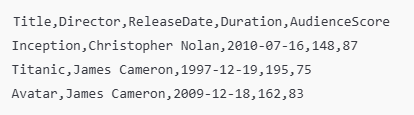 Title,Director,ReleaseDate,Duration,AudienceScore
Inception,Christopher Nolan,2010-07-16,148,87
Titanic,James Cameron,1997-12-19,195,75
Avatar,James Cameron,2009-12-18,162,83